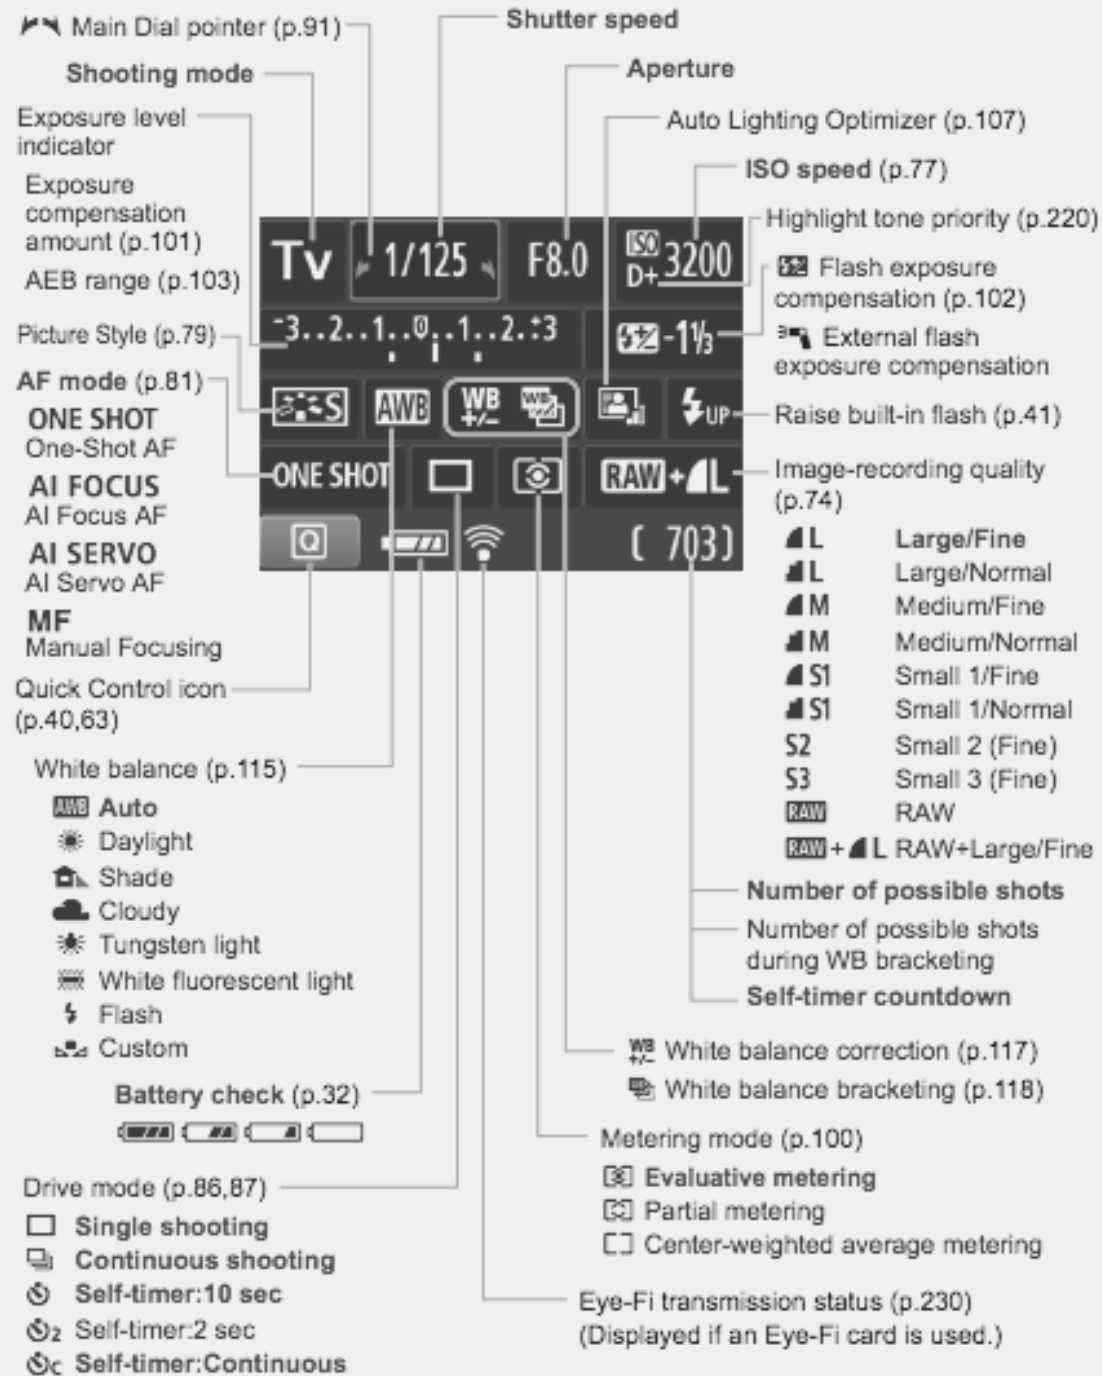 Main Dial pointer (p.91)
Shutter speed
Shooting mode
Aperture
Exposure level
indicator
Auto Lighting Optimizer (p.107)
ISO speed (p.77)
Exposure
compensation
amount (p.101)
Highlight tone priority (p.220)
AEB range (p.103)
Flash exposure
compensation (p.102)
Picture Style (p.79)
External flash
exposure compensation
AF mode (p.81)
ONE SHOT
One-Shot AF
AI FOCUS
AI Focus AF
AI SERVO
AI Servo AF
MF
Manual Focusing
Tv 1/125 F8.0 ISO D+ 3200
-3..2..1..0..1..2.+3 -1⅓
S AWB WB +/- WB UP
ONE SHOT RAW + L
Q ( 703)
Raise built-in flash (p.41)
Image-recording quality
(p.74)
L Large/Fine
L Large/Normal
M Medium/Fine
M Medium/Normal
S1 Small 1/Fine
S1 Small 1/Normal
S2 Small 2 (Fine)
S3 Small 3 (Fine)
RAW RAW
RAW + L RAW+Large/Fine
Quick Control icon
(p.40,63)
White balance (p.115)
AWB Auto
Daylight
Shade
Cloudy
Tungsten light
White fluorescent light
Flash
Custom
Number of possible shots
Number of possible shots
during WB bracketing
Self-timer countdown
WB +/- White balance correction (p.117)
White balance bracketing (p.118)
Battery check (p.32)
Metering mode (p.100)
Evaluative metering
Partial metering
Center-weighted average metering
Drive mode (p.86,87)
Single shooting
Continuous shooting
Self-timer:10 sec
2 Self-timer:2 sec
C Self-timer:Continuous
Eye-Fi transmission status (p.230)
(Displayed if an Eye-Fi card is used.)